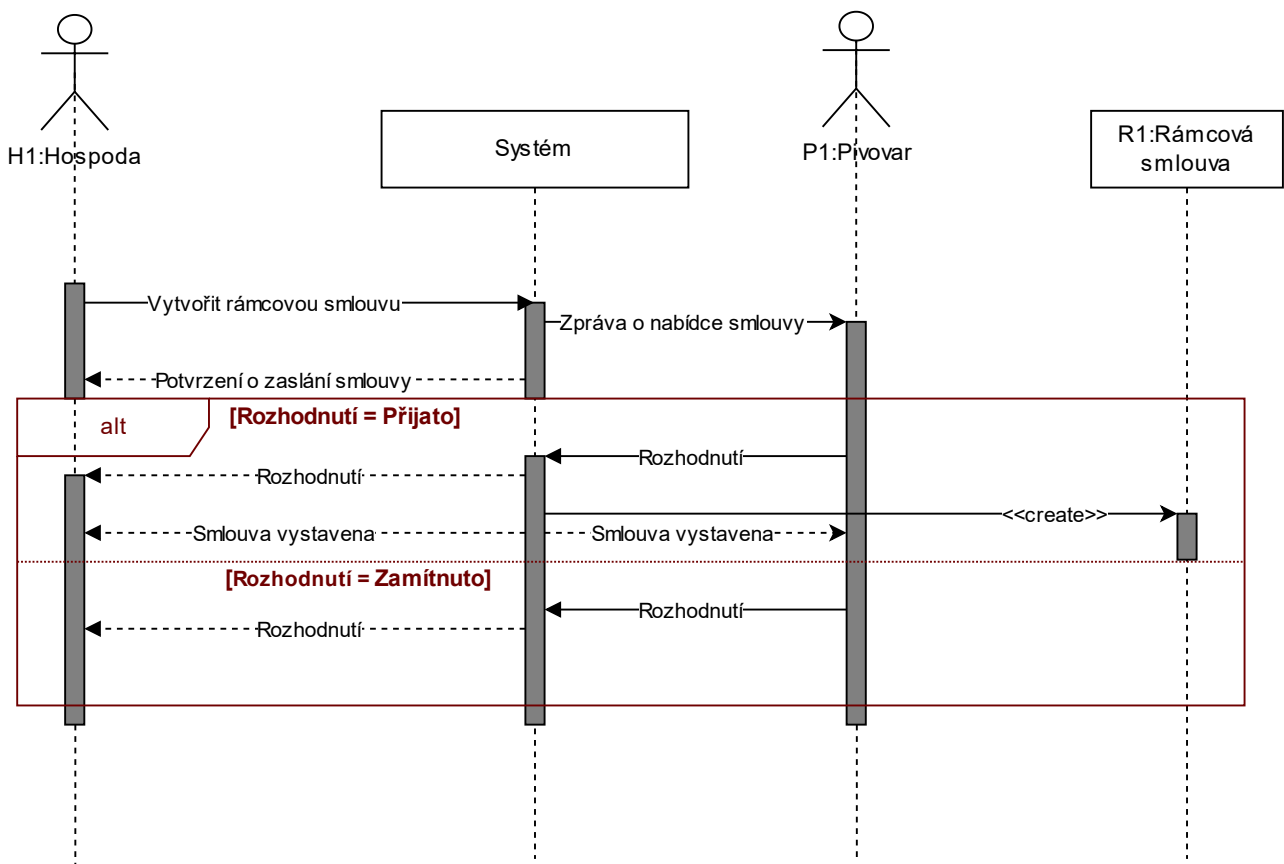 H1:Hospoda
Systém
P1:Pivovar
R1:Rámcová
smlouva
Vytvořit rámcovou smlouvu
Zpráva o nabídce smlouvy
Potvrzení o zaslání smlouvy
alt
[Rozhodnutí = Přijato]
Rozhodnutí
Rozhodnutí
<<create>>
Smlouva vystavena
Smlouva vystavena
[Rozhodnutí = Zamítnuto]
Rozhodnutí
Rozhodnutí